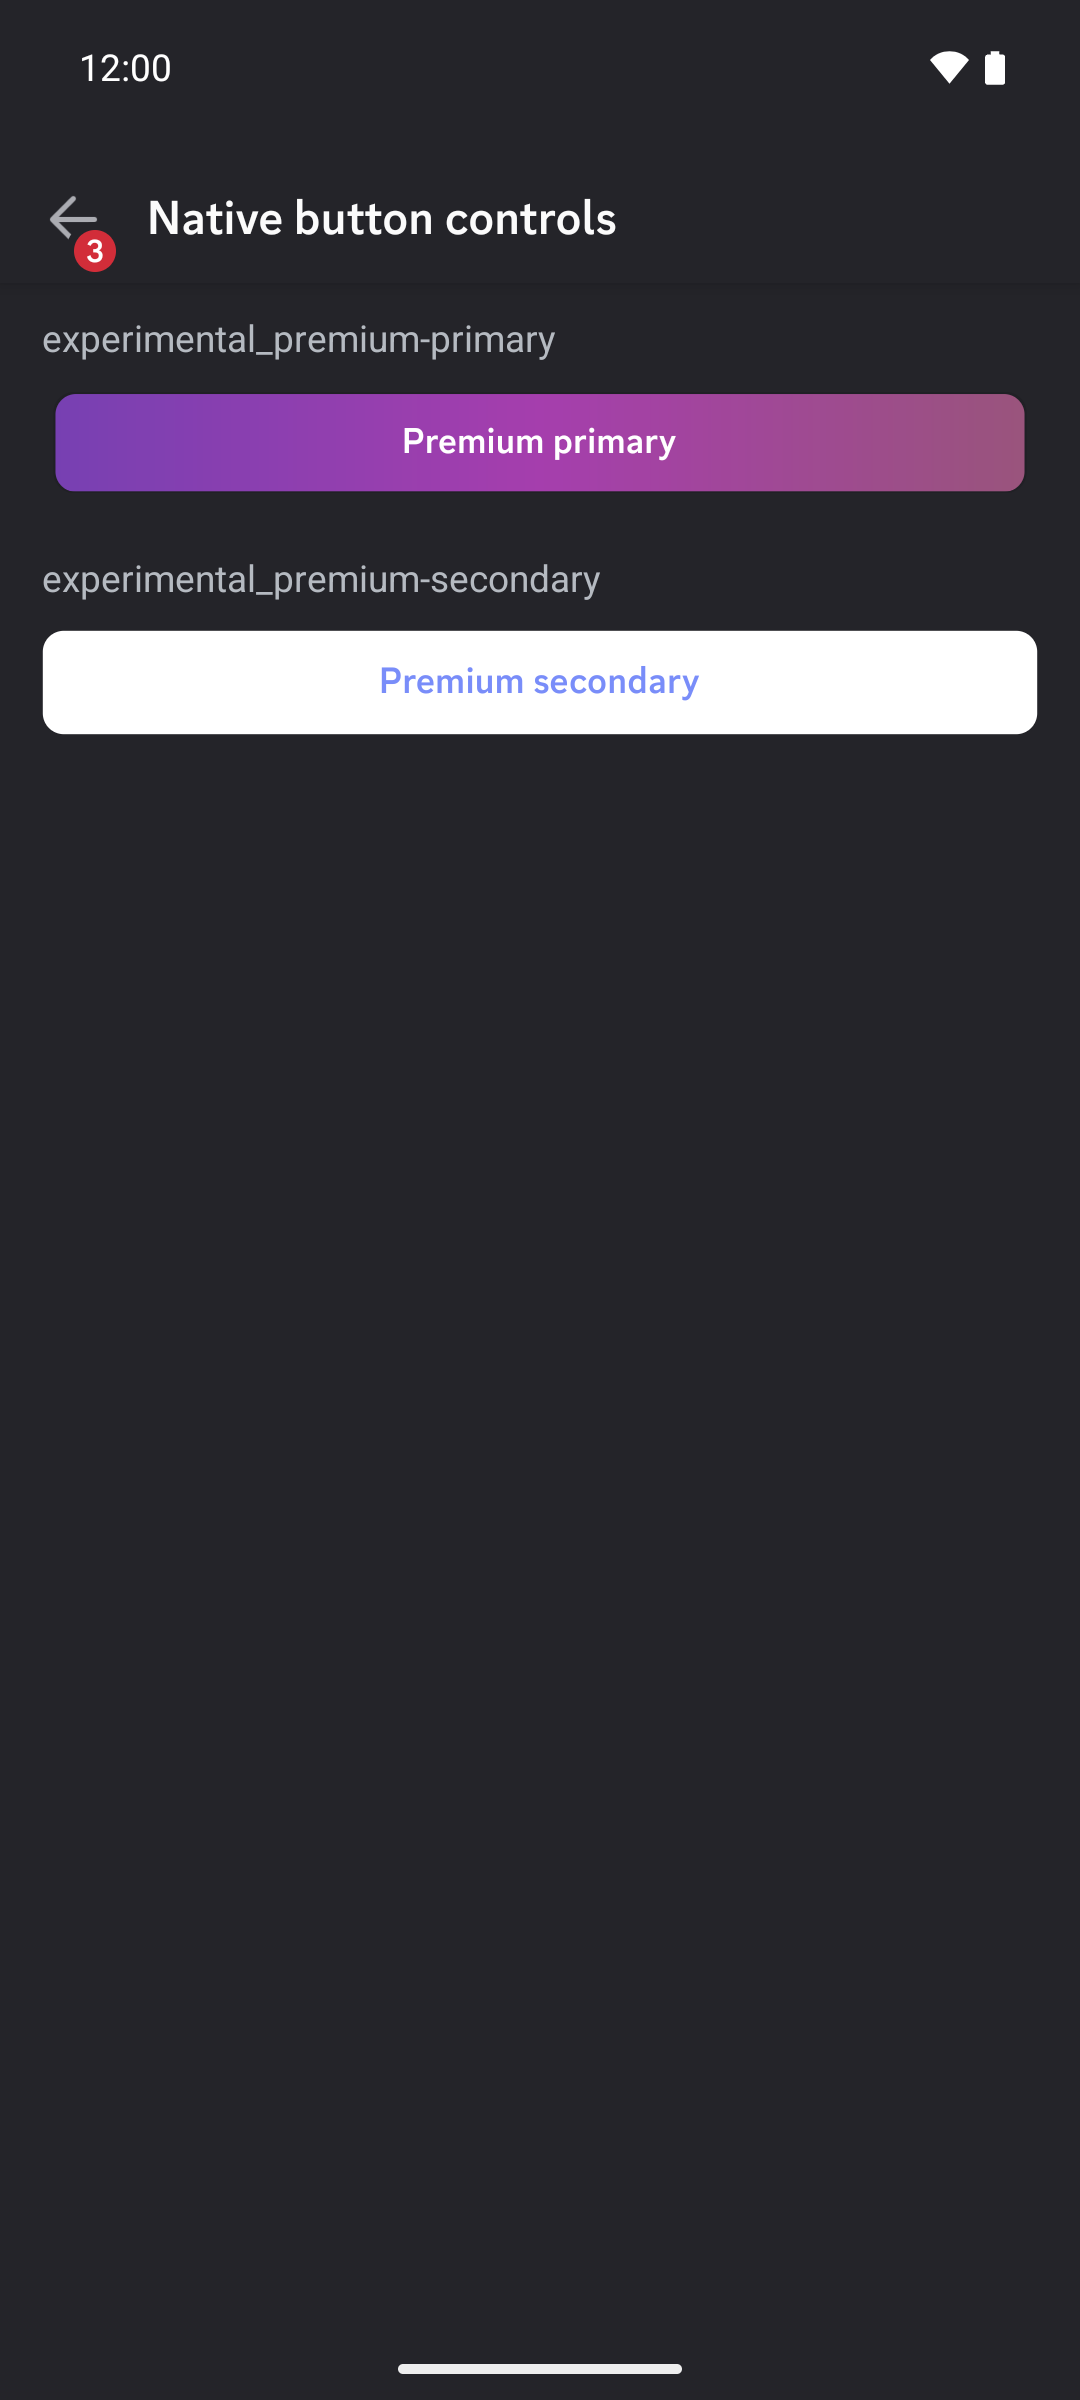 12:00
Native button controls
3
experimental_premium-primary
Premium primary
experimental_premium-secondary
Premium secondary